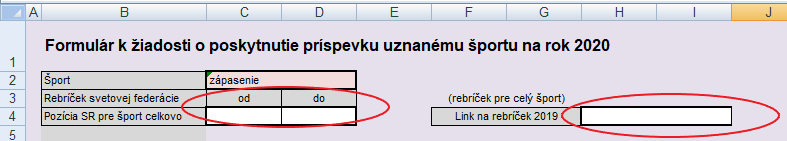 A B C D E F G H I J
1 Formulár k žiadosti o poskytnutie príspevku uznanému športu na rok 2020
2 Šport zápasenie
3 Rebríček svetovej federácie od do (rebríček pre celý šport)
4 Pozícia SR pre šport celkovo Link na rebríček 2019
5